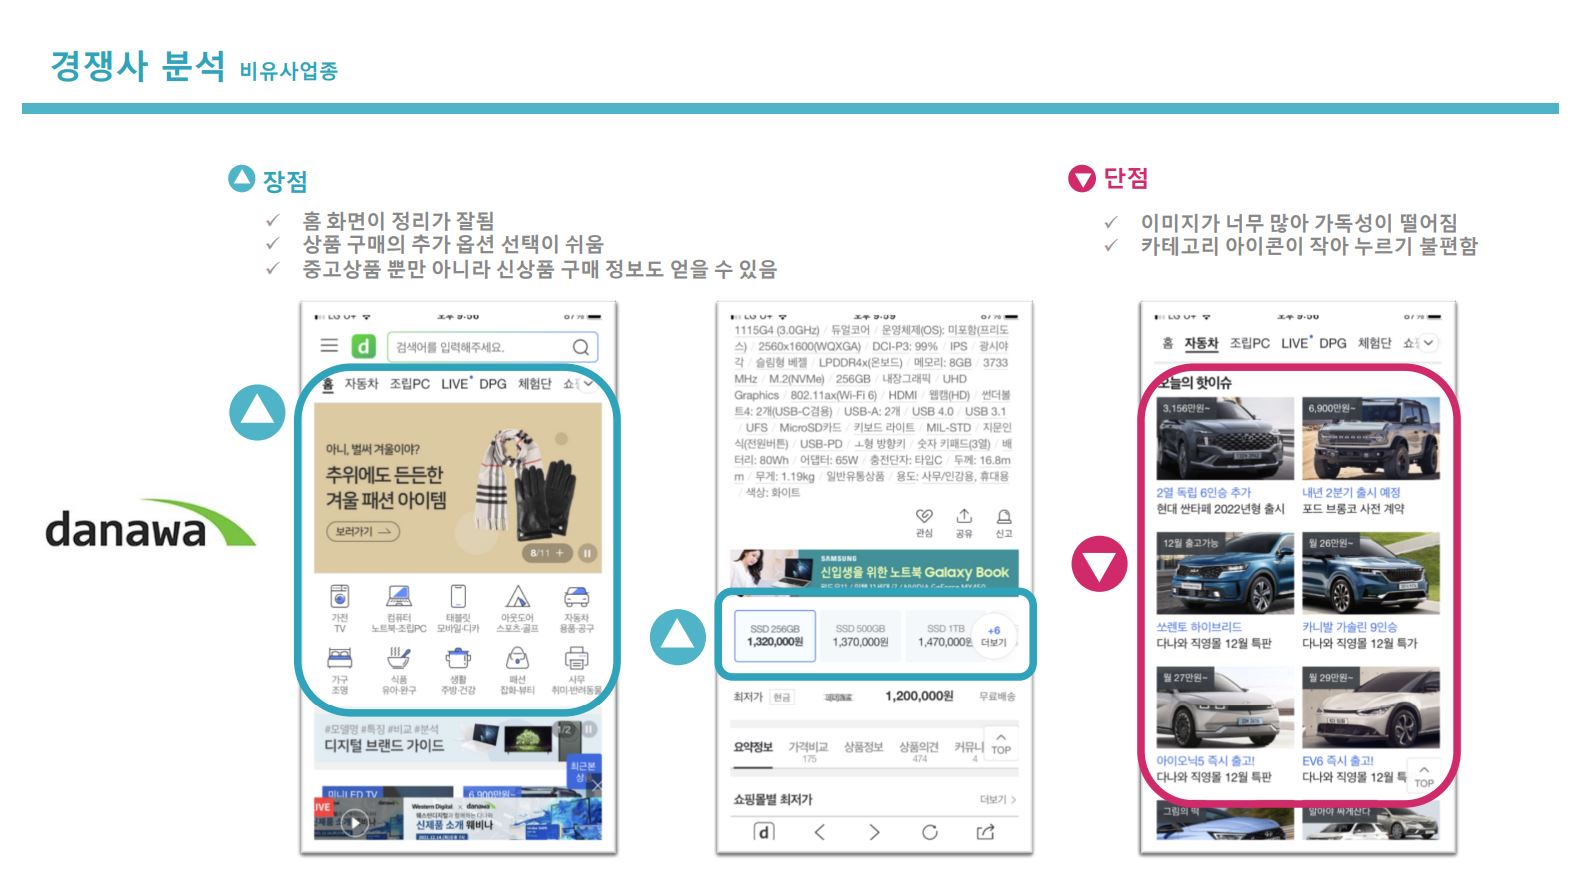 경쟁사 분석 비유사업종
장점
홈 화면이 정리가 잘됨
상품 구매의 추가 옵션 선택이 쉬움
중고상품 뿐만 아니라 신상품 구매 정보도 얻을 수 있음
단점
이미지가 너무 많아 가독성이 떨어짐
카테고리 아이콘이 작아 누르기 불편함
danawa
d 검색어를 입력해주세요.
홈 자동차 조립PC LIVE DPG 체험단
아니, 벌써 겨울이야?
추위에도 든든한
겨울 패션 아이템
보러가기
8/11 +
가전 컴퓨터 태블릿 아웃도어 자동차
TV 노트북·조립PC 모바일·디카 스포츠·골프 용품·공구
가구 식품 생활 패션 사무
조명 유아·완구 주방·건강 잡화·뷰티 취미·반려동물
#모델명 #특징 #비교 #분석
디지털 브랜드 가이드
1/2
최근본
미니LED TV 6,900만원~
Western Digital × danawa
웨스턴디지털과 함께하는 다나와
신제품 소개 웨비나
1115G4 (3.0GHz) / 듀얼코어 / 운영체제(OS): 미포함(프리도
스) / 2560x1600(WQXGA) / DCI-P3: 99% / IPS / 광시야
각 / 슬림형 베젤 / LPDDR4x(온보드) / 메모리: 8GB / 3733
MHz / M.2(NVMe) / 256GB / 내장그래픽 / UHD
Graphics / 802.11ax(Wi-Fi 6) / HDMI / 웹캠(HD) / 썬더볼
트4: 2개(USB-C겸용) / USB-A: 2개 / USB 4.0 / USB 3.1
/ UFS / MicroSD카드 / 키보드 라이트 / MIL-STD / 지문인
식(전원버튼) / USB-PD / ㅗ형 방향키 / 숫자 키패드(3열) / 배
터리: 80Wh / 어댑터: 65W / 충전단자: 타입C / 두께: 16.8m
m / 무게: 1.19kg / 일반유통상품 / 용도: 사무/인강용, 휴대용
/ 색상: 화이트
관심 공유 신고
SAMSUNG
신입생을 위한 노트북 Galaxy Book
SSD 256GB SSD 500GB SSD 1TB +6
1,320,000원 1,370,000원 1,470,000원 더보기
최저가 현금 1,200,000원 무료배송
요약정보 가격비교 상품정보 상품의견 커뮤니 TOP
175 474 4
쇼핑몰별 최저가 더보기 >
d
홈 자동차 조립PC LIVE DPG 체험단
오늘의 핫이슈
3,156만원~ 6,900만원~
2열 독립 6인승 추가 내년 2분기 출시 예정
현대 싼타페 2022년형 출시 포드 브롱코 사전 계약
12월 출고가능 월 26만원~
쏘렌토 하이브리드 카니발 가솔린 9인승
다나와 직영몰 12월 특판 다나와 직영몰 12월 특가
월 27만원~ 월 29만원~
아이오닉5 즉시 출고! EV6 즉시 출고!
다나와 직영몰 12월 특판 다나와 직영몰 12월 특
TOP
그림의 떡 알아야 싸게산다